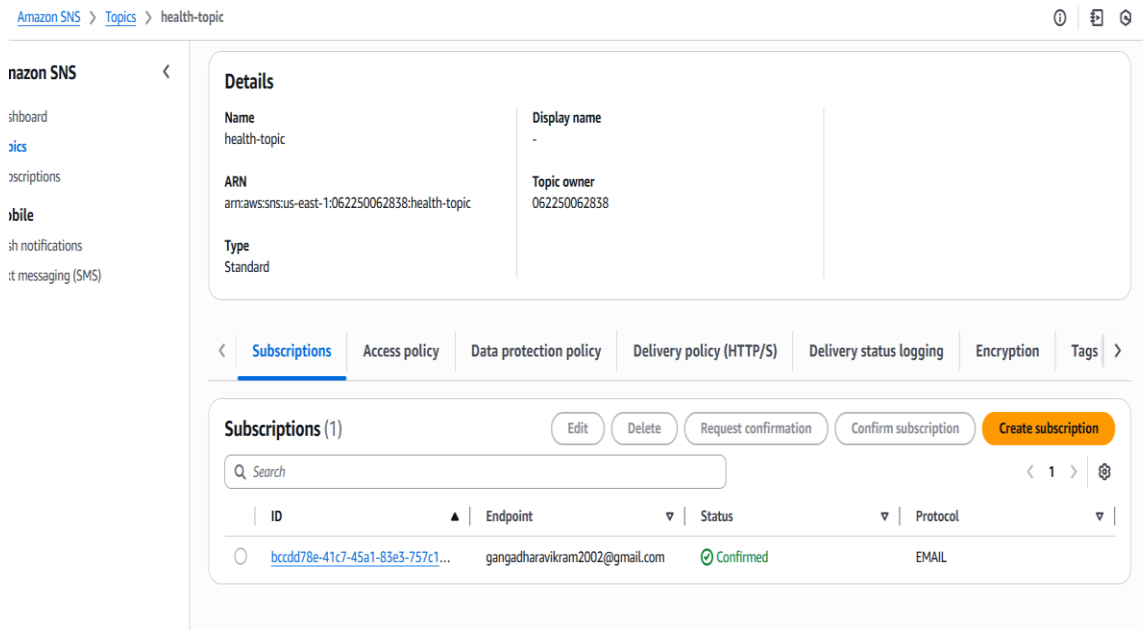 Amazon SNS > Topics > health-topic
mazon SNS
shboard
pics
oscriptions
obile
sh notifications
xt messaging (SMS)
Details
Name
health-topic
Display name
-
ARN
arn:aws:sns:us-east-1:062250062838:health-topic
Topic owner
062250062838
Type
Standard
Subscriptions Access policy Data protection policy Delivery policy (HTTP/S) Delivery status logging Encryption Tags
Subscriptions (1) Edit Delete Request confirmation Confirm subscription Create subscription
Search 1
ID Endpoint Status Protocol
bccdd78e-41c7-45a1-83e3-757c1... gangadharavikram2002@gmail.com Confirmed EMAIL